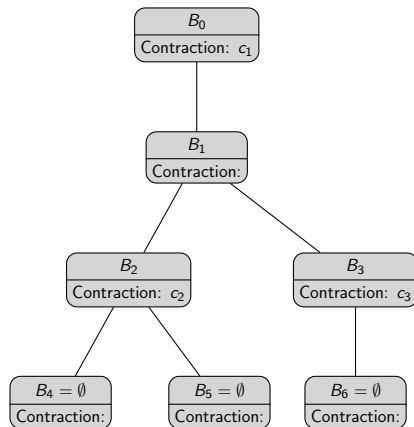 B₀
Contraction: c₁
B₁
Contraction:
B₂
Contraction: c₂
B₃
Contraction: c₃
B₄ = ∅
Contraction:
B₅ = ∅
Contraction:
B₆ = ∅
Contraction: